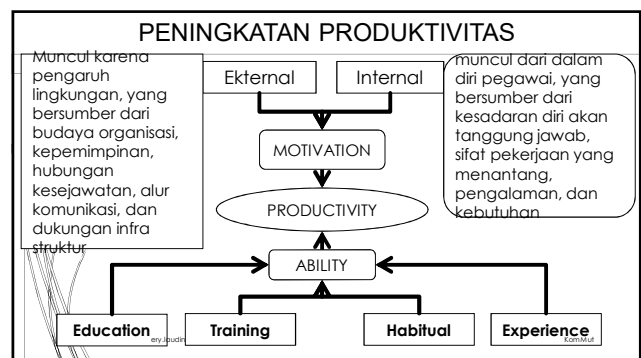 PENINGKATAN PRODUKTIVITAS
Muncul karena
pengaruh
lingkungan, yang
bersumber dari
budaya organisasi,
kepemimpinan,
hubungan
kesejawatan, alur
komunikasi, dan
dukungan infra
struktur
Ekternal
Internal
muncul dari dalam
diri pegawai, yang
bersumber dari
kesadaran diri akan
tanggung jawab,
sifat pekerjaan yang
menantang,
pengalaman, dan
kebutuhan
MOTIVATION
PRODUCTIVITY
ABILITY
Education
Training
Habitual
Experience